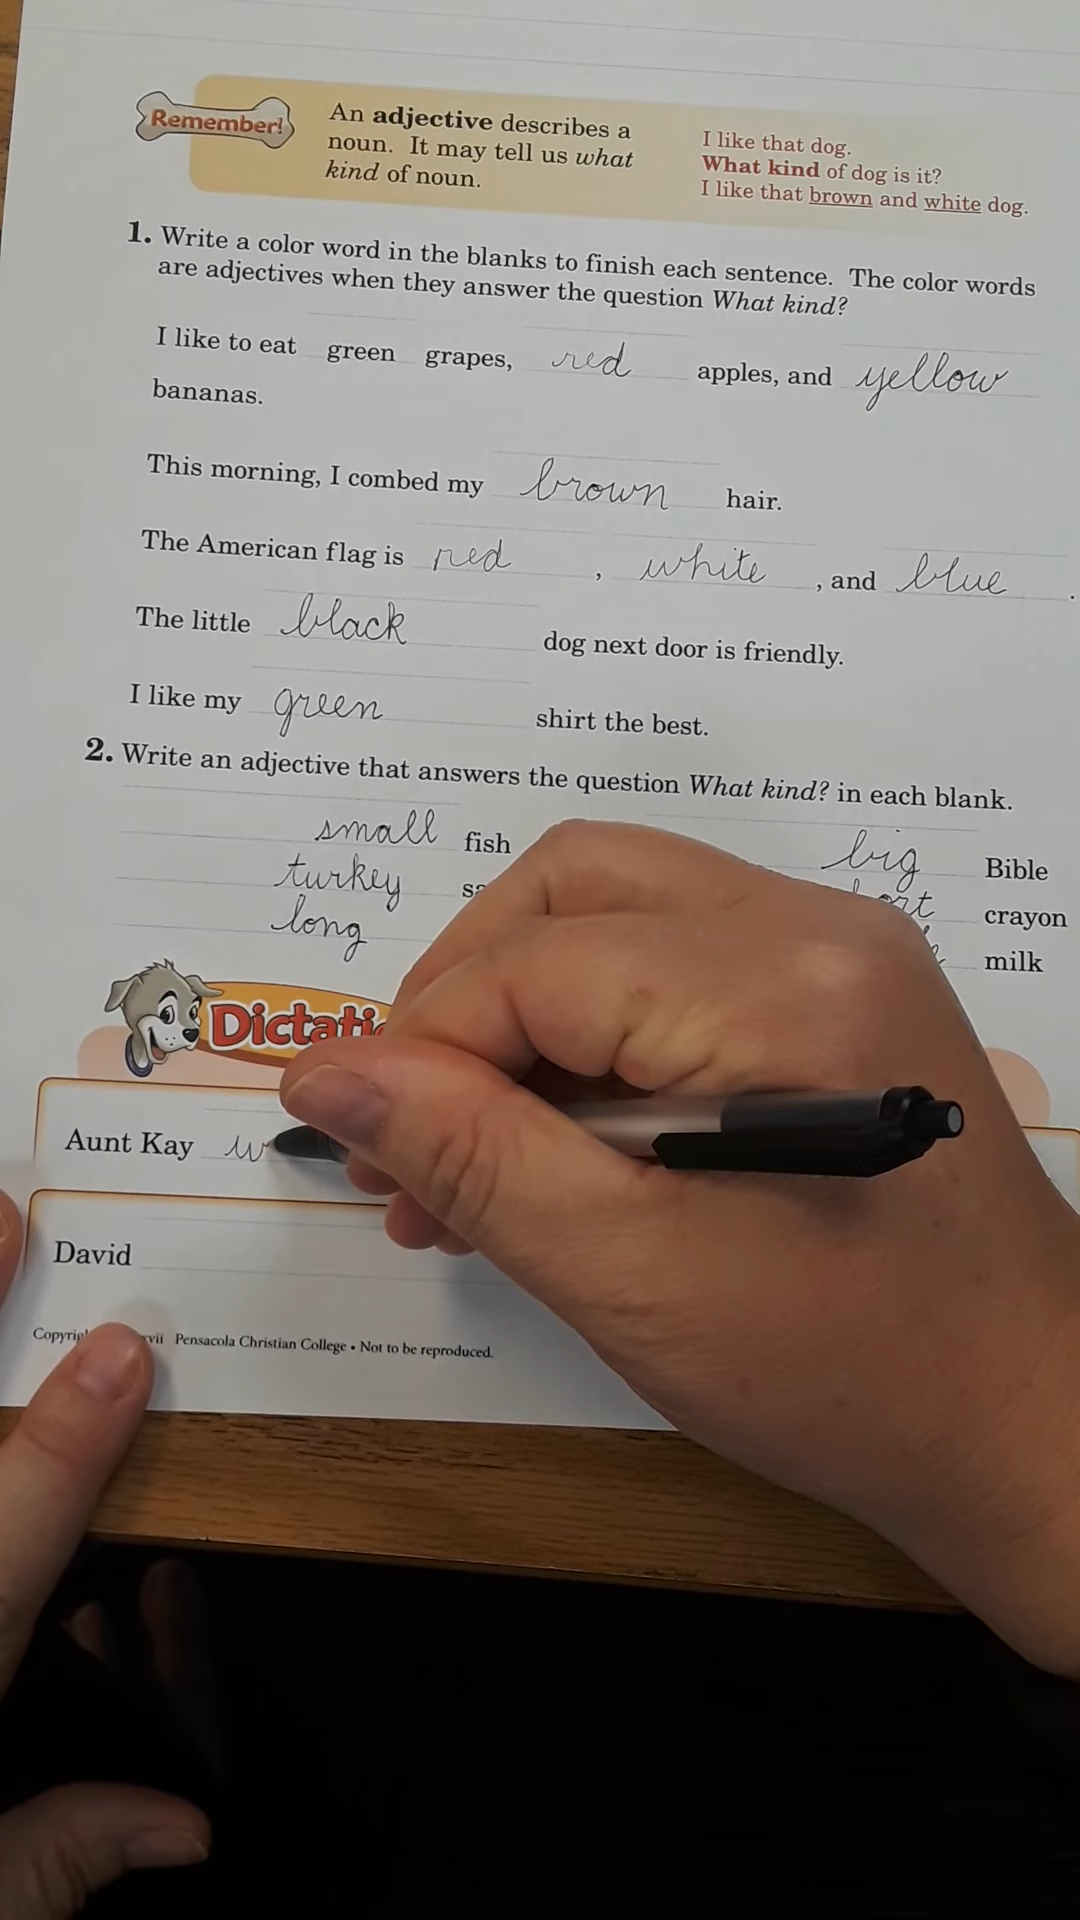 Remember!
An adjective describes a
noun. It may tell us what
kind of noun.
I like that dog.
What kind of dog is it?
I like that brown and white dog.
1. Write a color word in the blanks to finish each sentence. The color words
are adjectives when they answer the question What kind?
I like to eat green grapes, red apples, and yellow
bananas.
This morning, I combed my brown hair.
The American flag is red, white, and blue.
The little black dog next door is friendly.
I like my green shirt the best.
2. Write an adjective that answers the question What kind? in each blank.
small fish big Bible
turkey crayon
long milk
Aunt Kay
David
Pensacola Christian College • Not to be reproduced.